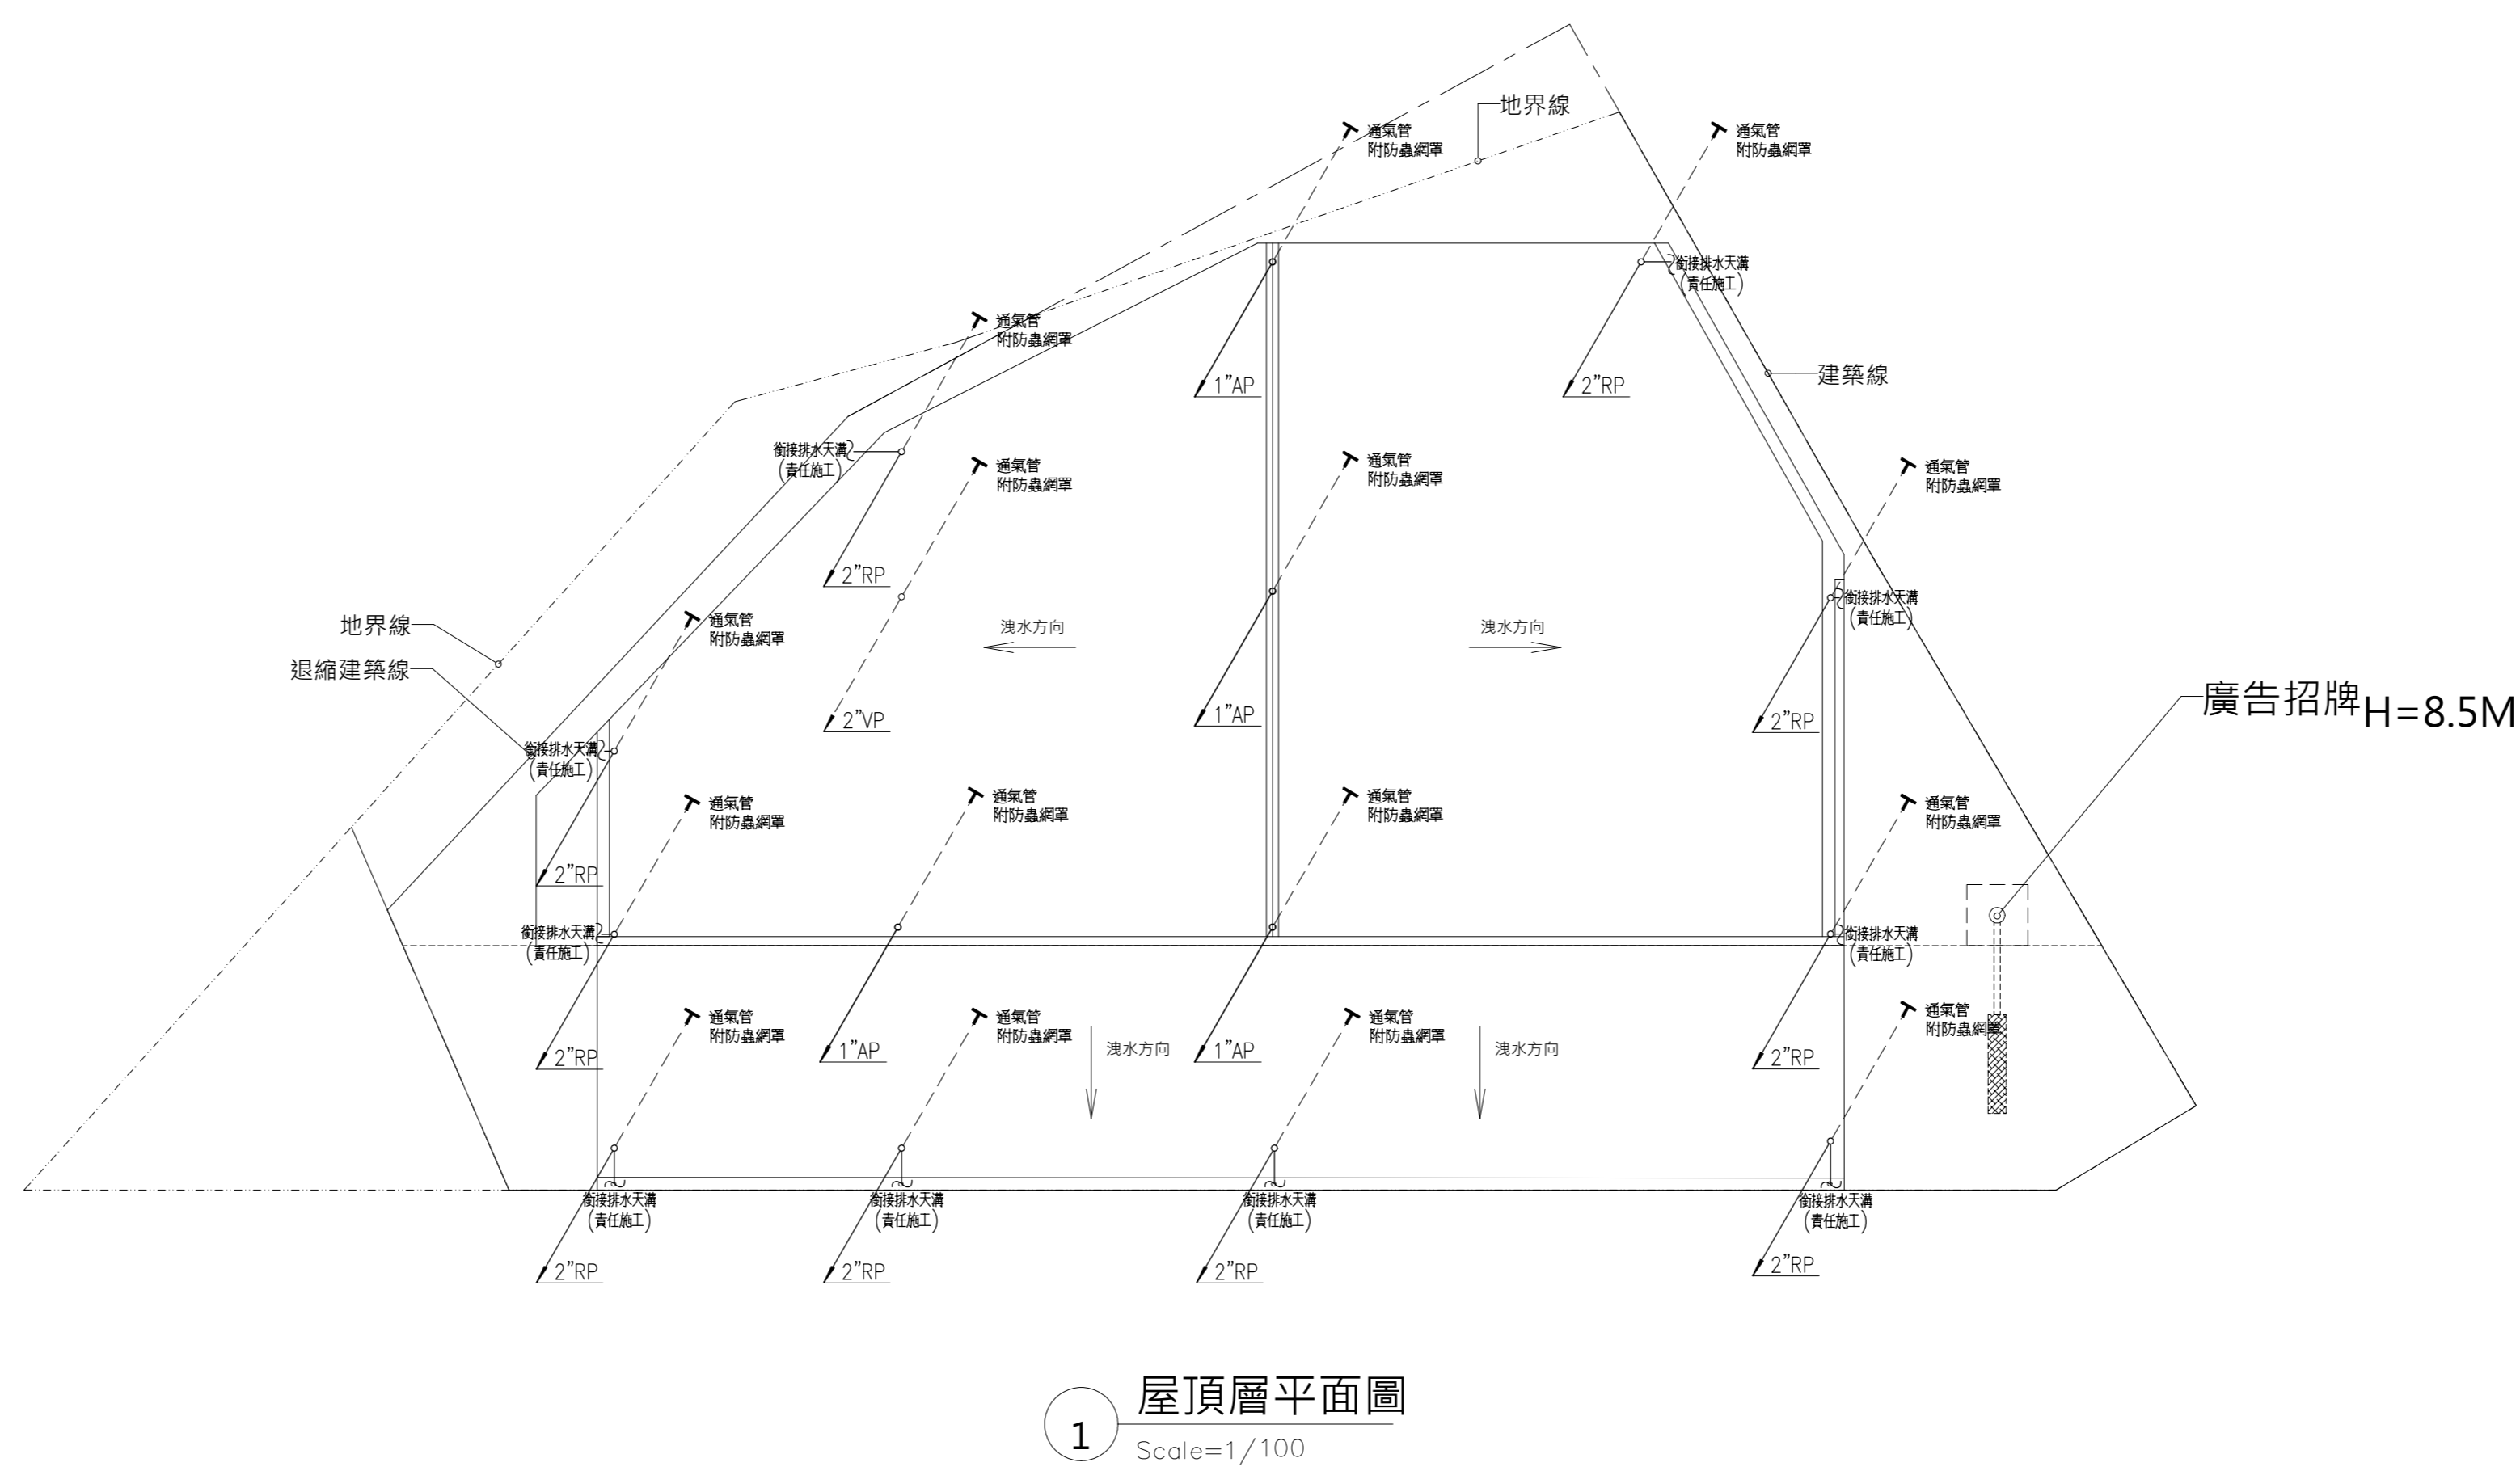 地界線
通氣管
附防蟲網罩
通氣管
附防蟲網罩
銜接排水天溝
(責任施工)
通氣管
附防蟲網罩
建築線
1"AP
2"RP
銜接排水天溝
(責任施工)
通氣管
附防蟲網罩
通氣管
附防蟲網罩
通氣管
附防蟲網罩
2"RP
銜接排水天溝
(責任施工)
地界線
通氣管
附防蟲網罩
洩水方向
洩水方向
退縮建築線
廣告招牌H=8.5M
2"VP
1"AP
2"RP
銜接排水天溝
(責任施工)
通氣管
附防蟲網罩
通氣管
附防蟲網罩
通氣管
附防蟲網罩
通氣管
附防蟲網罩
2"RP
銜接排水天溝
(責任施工)
銜接排水天溝
(責任施工)
通氣管
附防蟲網罩
通氣管
附防蟲網罩
通氣管
附防蟲網罩
通氣管
附防蟲網罩
2"RP
1"AP
1"AP
2"RP
洩水方向
洩水方向
銜接排水天溝
(責任施工)
銜接排水天溝
(責任施工)
銜接排水天溝
(責任施工)
銜接排水天溝
(責任施工)
2"RP
2"RP
2"RP
2"RP
1
屋頂層平面圖
Scale=1/100